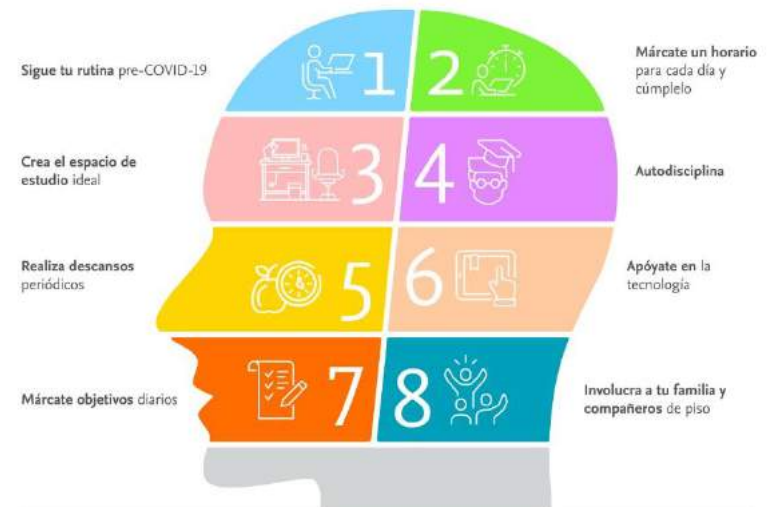 Sigue tu rutina pre-COVID-19
1
2
Márcate un horario
para cada día y
cúmplelo
Crea el espacio de
estudio ideal
3
4
Autodisciplina
Realiza descansos
periódicos
5
6
Apóyate en la
tecnología
Márcate objetivos diarios
7
8
Involucra a tu familia y
compañeros de piso